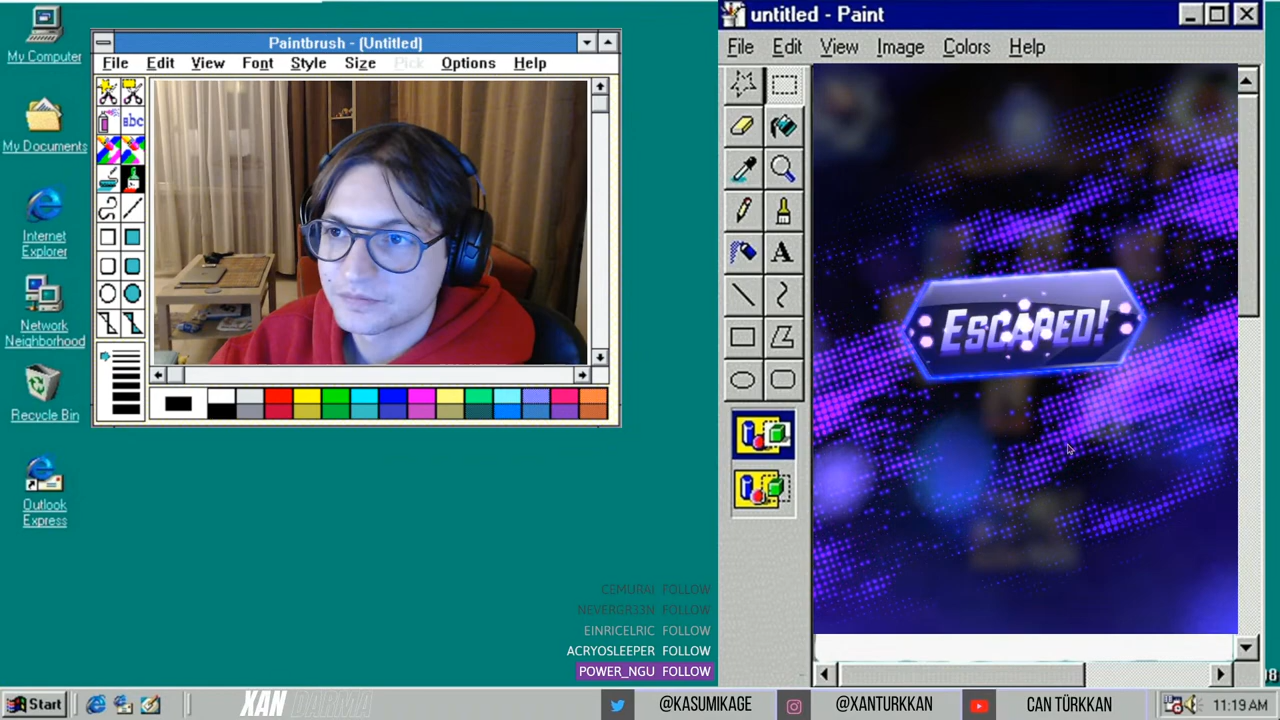 My Computer
My Documents
Internet
Explorer
Network
Neighborhood
Recycle Bin
Outlook
Express
Paintbrush - (Untitled)
File Edit View Font Style Size Pick Options Help
abc
untitled - Paint
File Edit View Image Colors Help
A
ESCAPED!
CEMURAI FOLLOW
NEVERGR33N FOLLOW
EINRICELRIC FOLLOW
ACRYOSLEEPER FOLLOW
POWER_NGU FOLLOW
Start
XAN DARMA
@KASUMIKAGE
@XANTURKKAN
CAN TÜRKKAN
11:19 AM